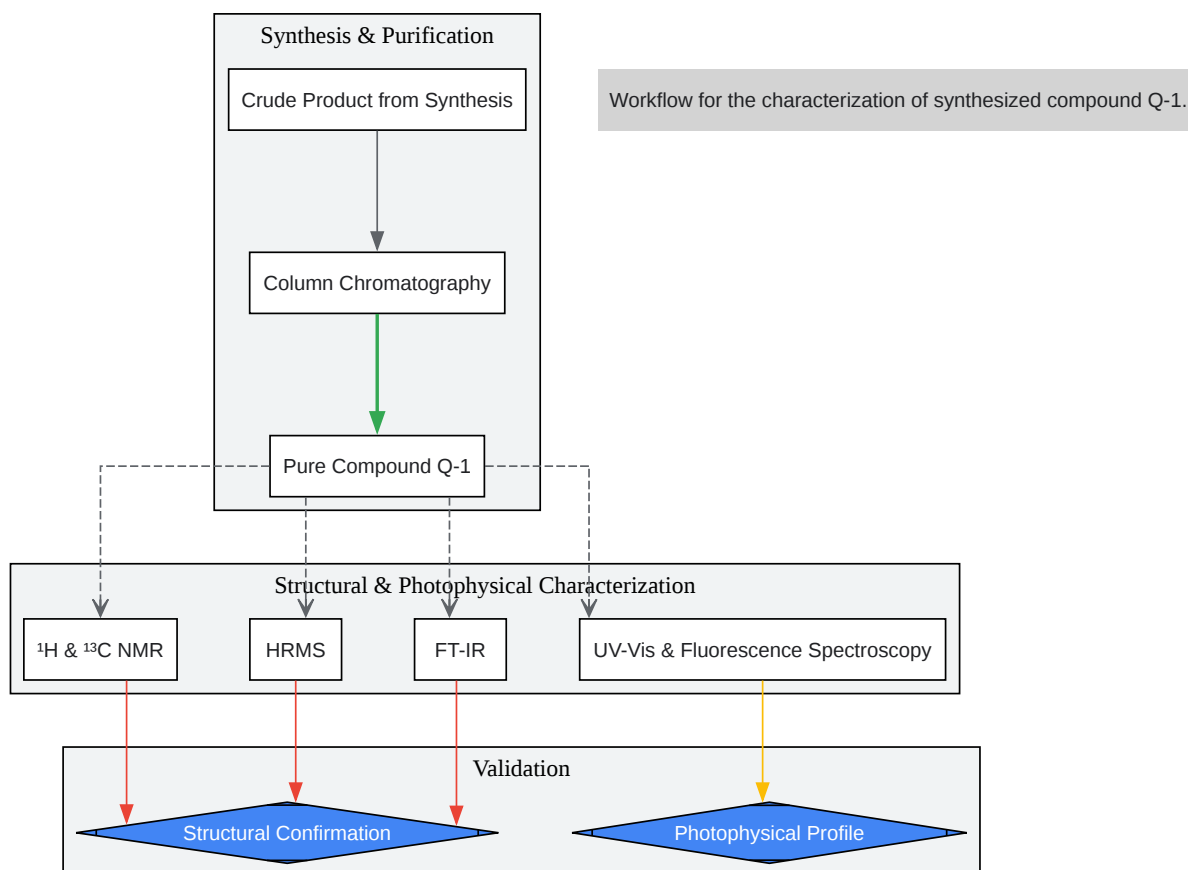 Synthesis & Purification
Crude Product from Synthesis
Workflow for the characterization of synthesized compound Q-1.
Column Chromatography
Pure Compound Q-1
Structural & Photophysical Characterization
¹H & ¹³C NMR
HRMS
FT-IR
UV-Vis & Fluorescence Spectroscopy
Validation
Structural Confirmation
Photophysical Profile